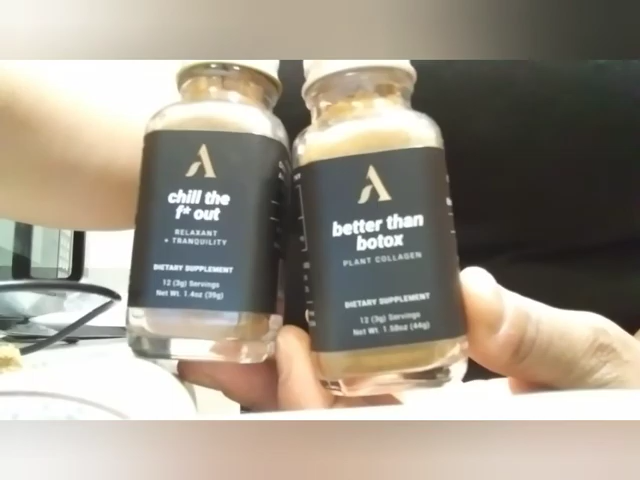 chill the
f* out
RELAXANT
+ TRANQUILITY
DIETARY SUPPLEMENT
12 (3g) Servings
Net Wt. 1.4oz (39g)
better than
botox
PLANT COLLAGEN
DIETARY SUPPLEMENT
12 (3g) Servings
Net Wt. 1.58oz (44g)